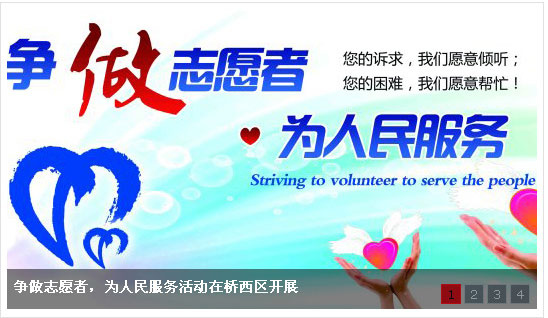 争做志愿者
您的诉求，我们愿意倾听；
您的困难，我们愿意帮忙！
为人民服务
Striving to volunteer to serve the people
争做志愿者，为人民服务活动在桥西区开展
1 2 3 4